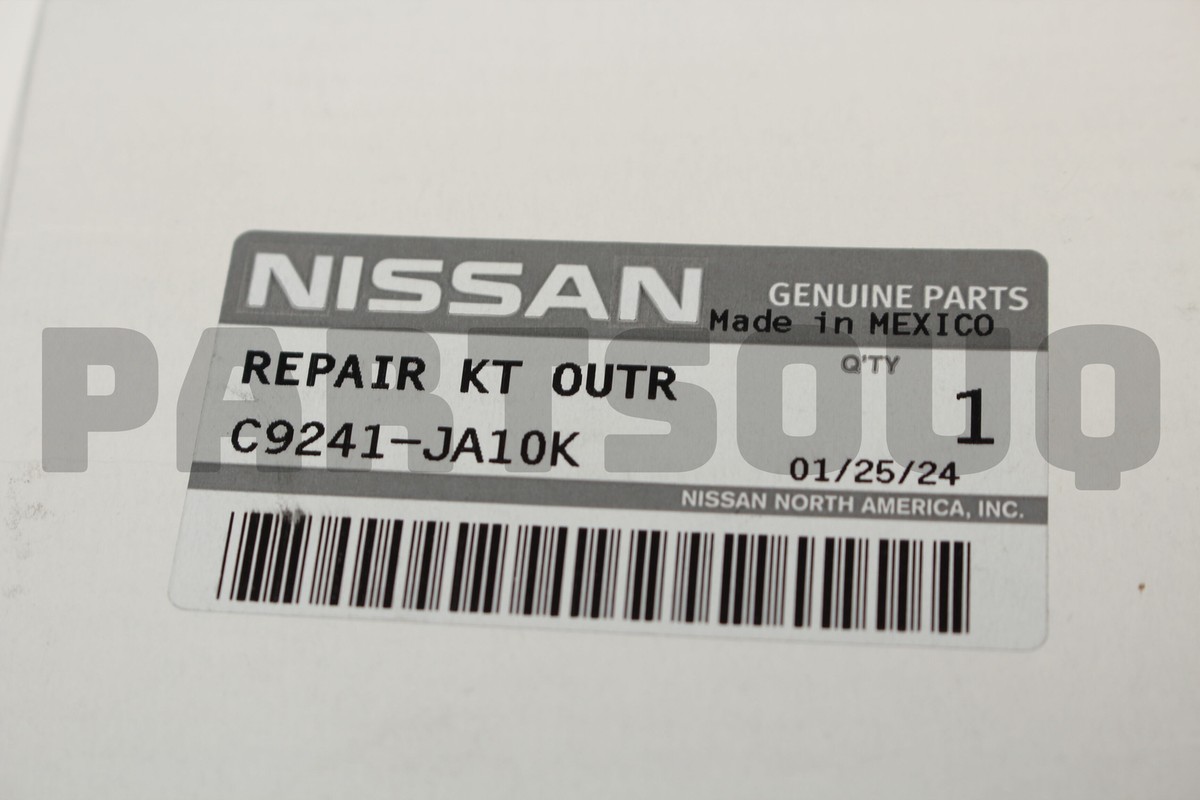 NISSAN GENUINE PARTS
Made in MEXICO
REPAIR KT OUTR
Q'TY
1
C9241-JA10K
01/25/24
NISSAN NORTH AMERICA, INC.
PARTSOUQ